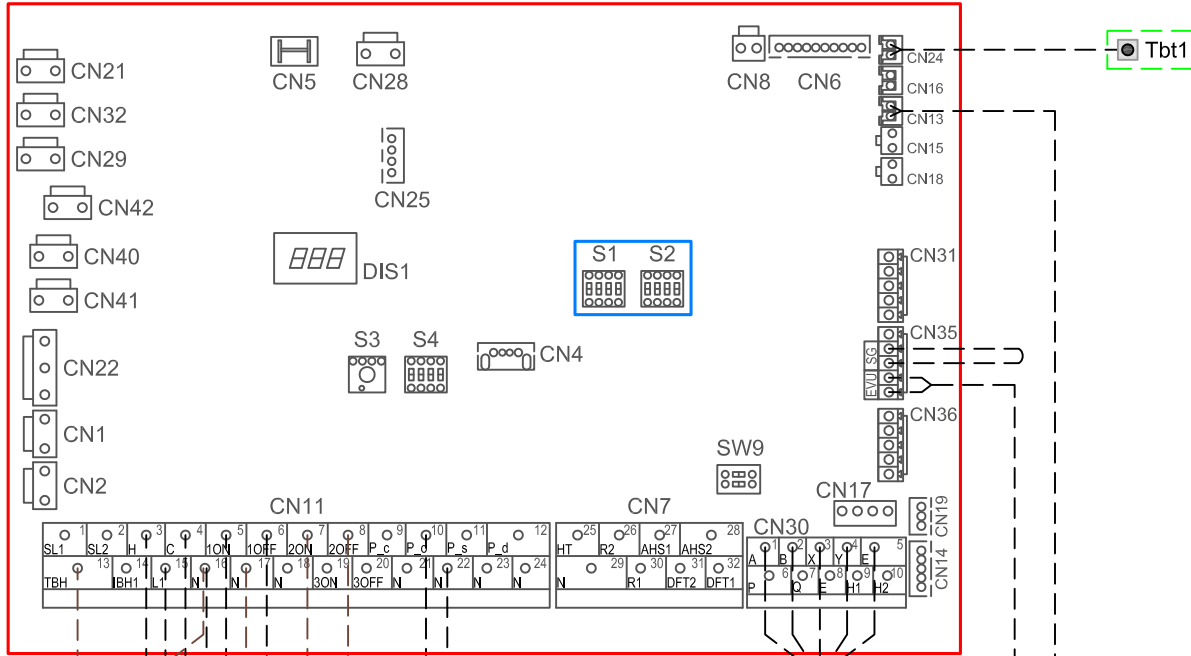 CN5
CN28
CN8
CN6
CN24
Tbt1
CN21
CN16
CN32
CN13
CN29
CN15
CN25
CN18
CN42
CN40
DIS1
S1
S2
CN31
CN41
S3
S4
CN4
CN35
SG
EVU
CN22
CN36
CN1
SW9
CN2
CN17
CN19
CN11
CN7
CN30
CN14
1 2 3 4 5 6 7 8 9 10 11 12
SL1 SL2 H C 1ON 1OFF 2ON 2OFF P_c P_o P_s P_d
13 14 15 16 17 18 19 20 21 22 23 24
TBH IBH1 L1 N N N 3ON 3OFF N N N N
25 26 27 28
HT R2 AHS1 AHS2
29 30 31 32
N R1 DFT2 DFT1
1 2 3 4 5
A B X Y E
6 7 8 9 10
P Q E H1 H2